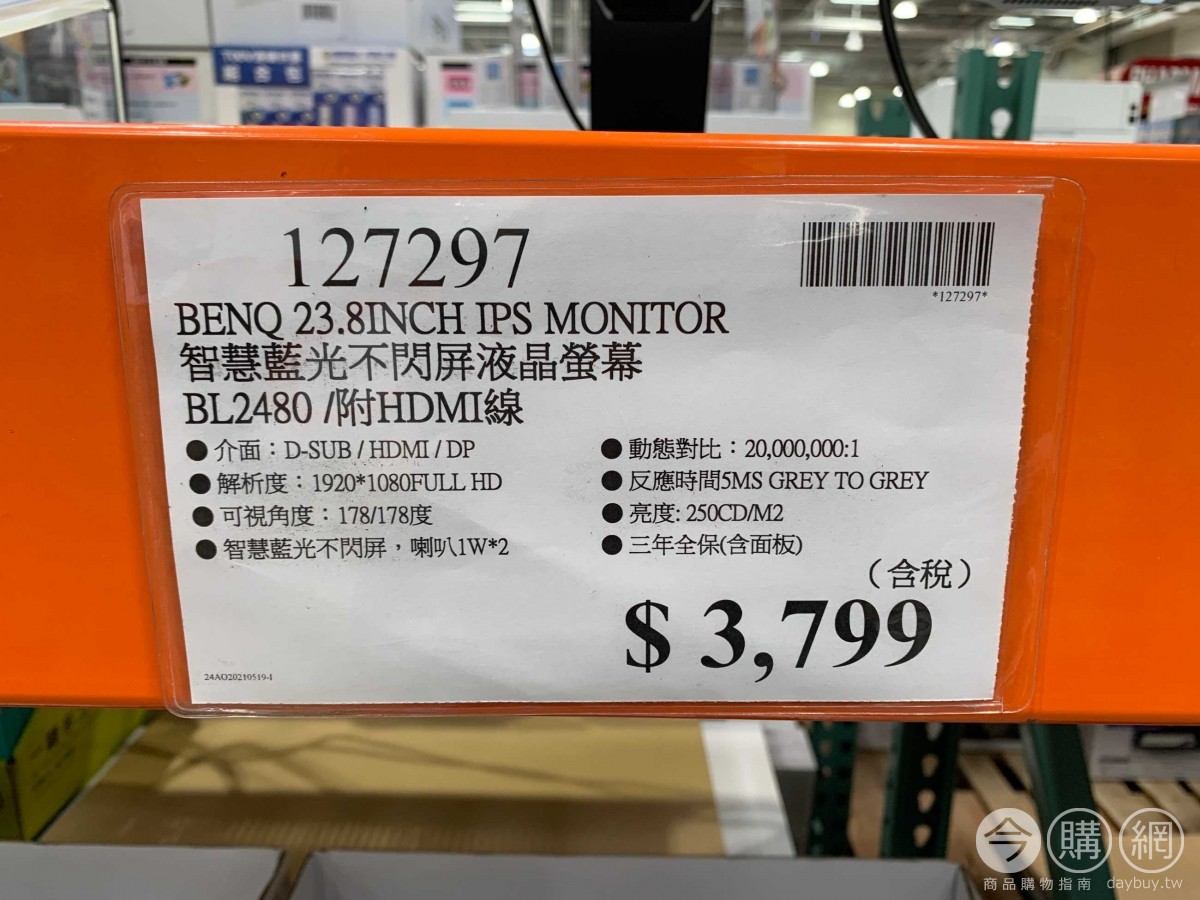 127297
*127297*
BENQ 23.8INCH IPS MONITOR
智慧藍光不閃屏液晶螢幕
BL2480 /附HDMI線
●介面：D-SUB / HDMI / DP
●解析度：1920*1080FULL HD
●可視角度：178/178度
●智慧藍光不閃屏，喇叭1W*2
●動態對比：20,000,000:1
●反應時間5MS GREY TO GREY
●亮度: 250CD/M2
●三年全保(含面板)
（含稅）
$ 3,799
24AO20210519-1
今購網
商品購物指南 daybuy.tw